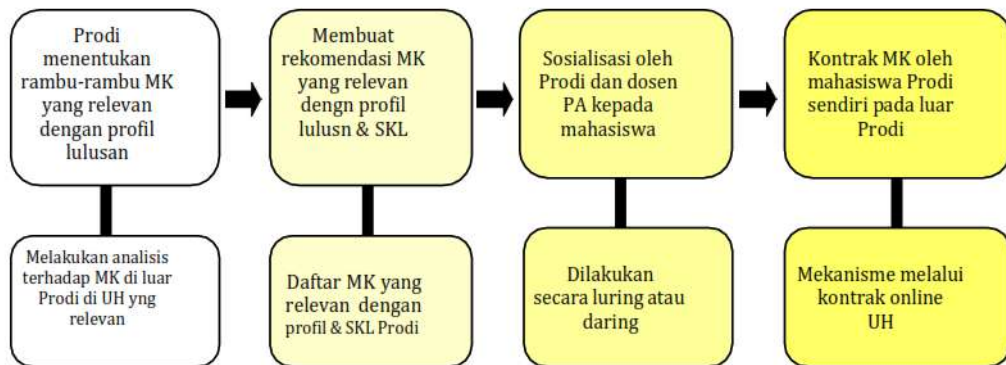 Prodi
menentukan
rambu-rambu MK
yang relevan
dengan profil
lulusan
Membuat
rekomendasi MK
yang relevan
dengn profil
lulusn & SKL
Sosialisasi oleh
Prodi dan dosen
PA kepada
mahasiswa
Kontrak MK oleh
mahasiswa Prodi
sendiri pada luar
Prodi
Melakukan analisis
terhadap MK di luar
Prodi di UH yng
relevan
Daftar MK yang
relevan dengan
profil & SKL Prodi
Dilakukan
secara luring atau
daring
Mekanisme melalui
kontrak online
UH